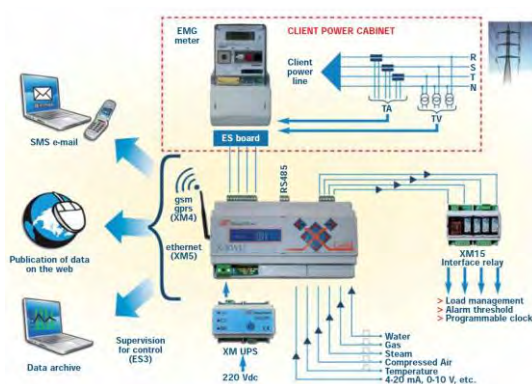 EMG
meter
CLIENT POWER CABINET
Client
power
line
R
S
T
N
TA
TV
ES board
RS485
SMS e-mail
gsm
gprs
(XM4)
ethernet
(XM5)
Publication of data
on the web
XM15
Interface relay
> Load management
> Alarm threshold
> Programmable clock
Supervision
for control
(ES3)
Data archive
XM UPS
220 Vdc
Water
Gas
Steam
Compressed Air
Temperature
4-20 mA, 0-10 V, etc.